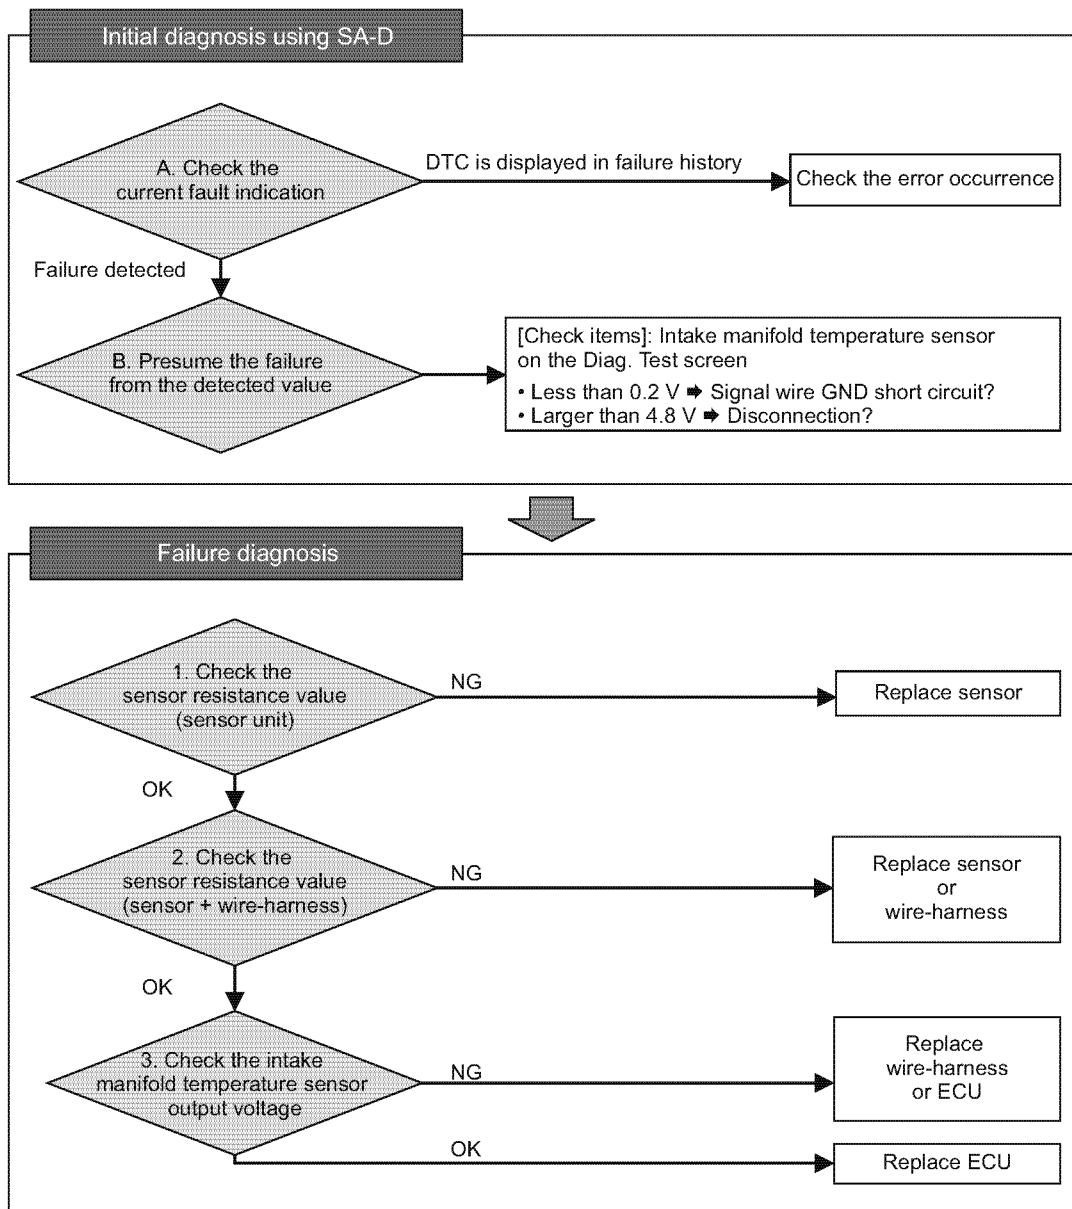 Initial diagnosis using SA-D
A. Check the
current fault indication
DTC is displayed in failure history
Check the error occurrence
Failure detected
B. Presume the failure
from the detected value
[Check items]: Intake manifold temperature sensor
on the Diag. Test screen
• Less than 0.2 V ➡ Signal wire GND short circuit?
• Larger than 4.8 V ➡ Disconnection?
Failure diagnosis
1. Check the
sensor resistance value
(sensor unit)
NG
Replace sensor
OK
2. Check the
sensor resistance value
(sensor + wire-harness)
NG
Replace sensor
or
wire-harness
OK
3. Check the intake
manifold temperature sensor
output voltage
NG
Replace
wire-harness
or ECU
OK
Replace ECU